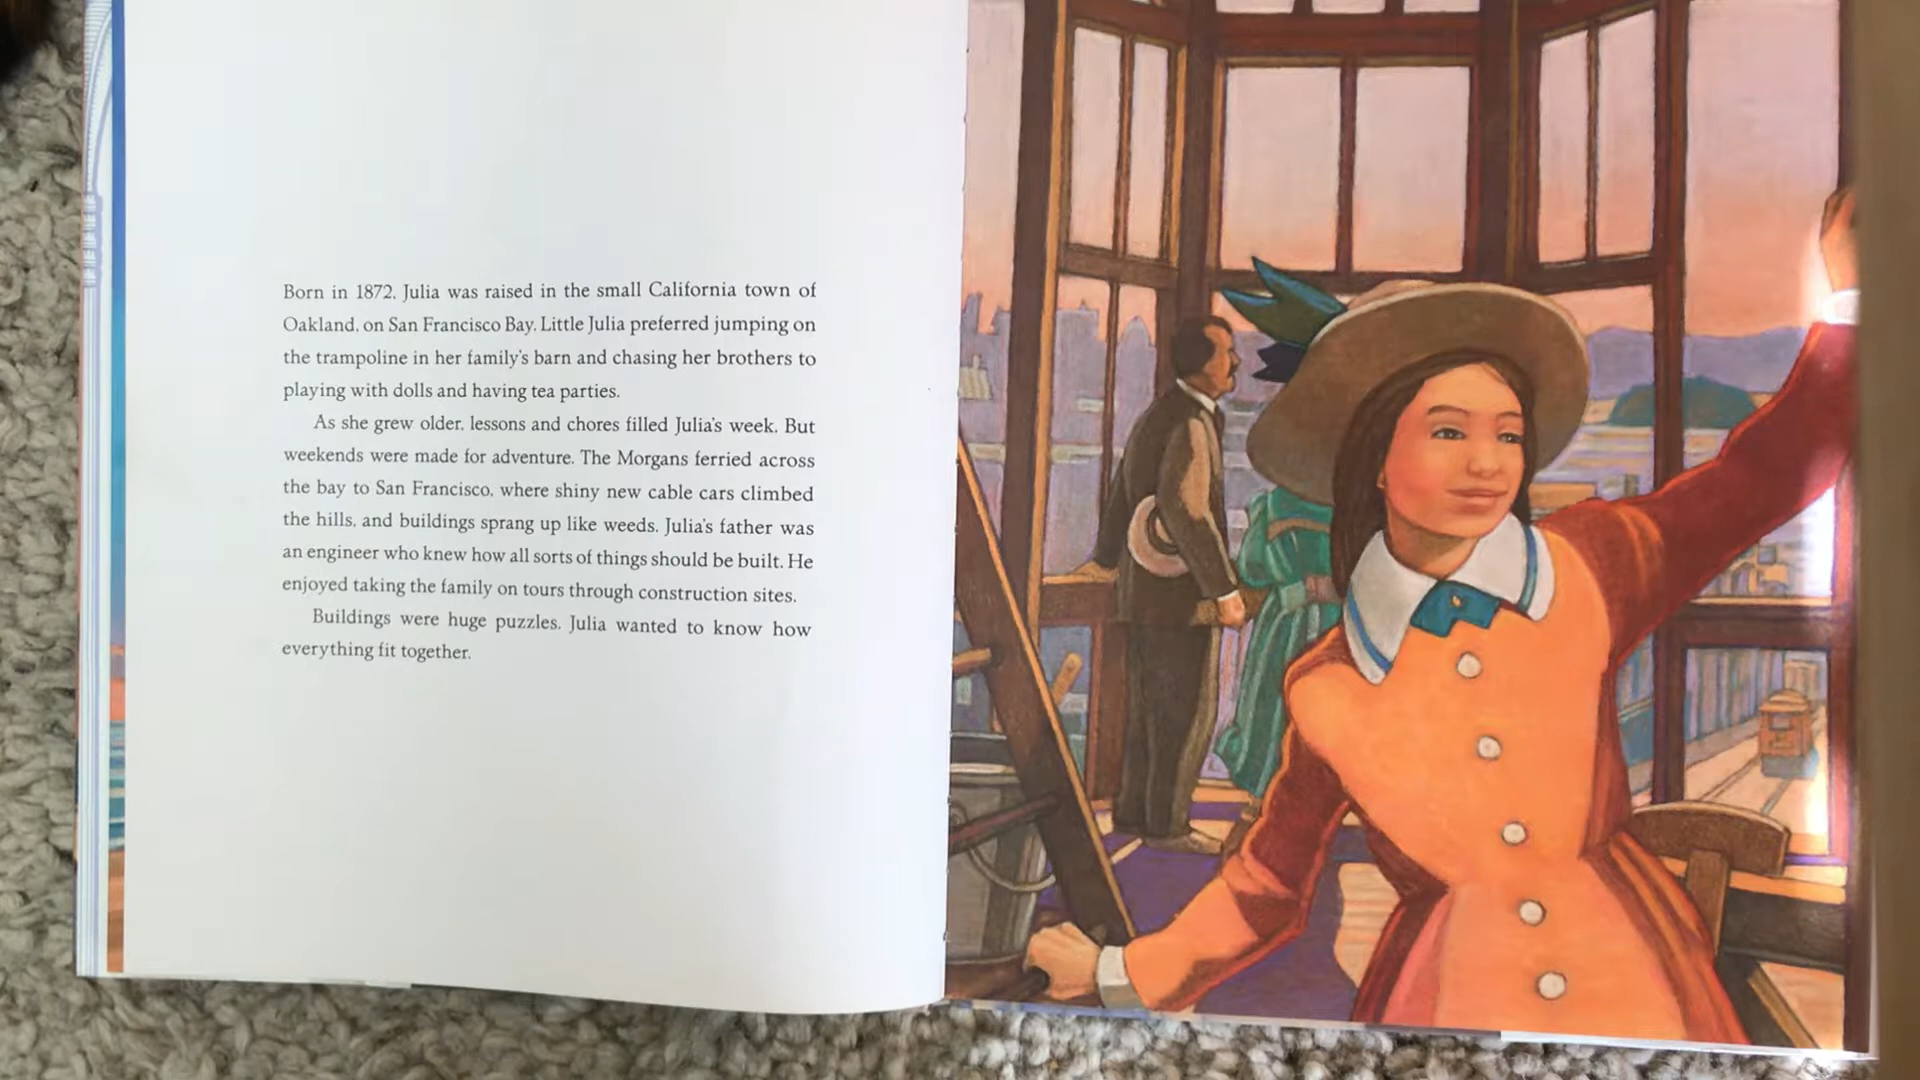 Born in 1872, Julia was raised in the small California town of
Oakland, on San Francisco Bay. Little Julia preferred jumping on
the trampoline in her family's barn and chasing her brothers to
playing with dolls and having tea parties.
As she grew older, lessons and chores filled Julia's week. But
weekends were made for adventure. The Morgans ferried across
the bay to San Francisco, where shiny new cable cars climbed
the hills, and buildings sprang up like weeds. Julia's father was
an engineer who knew how all sorts of things should be built. He
enjoyed taking the family on tours through construction sites.
Buildings were huge puzzles. Julia wanted to know how
everything fit together.